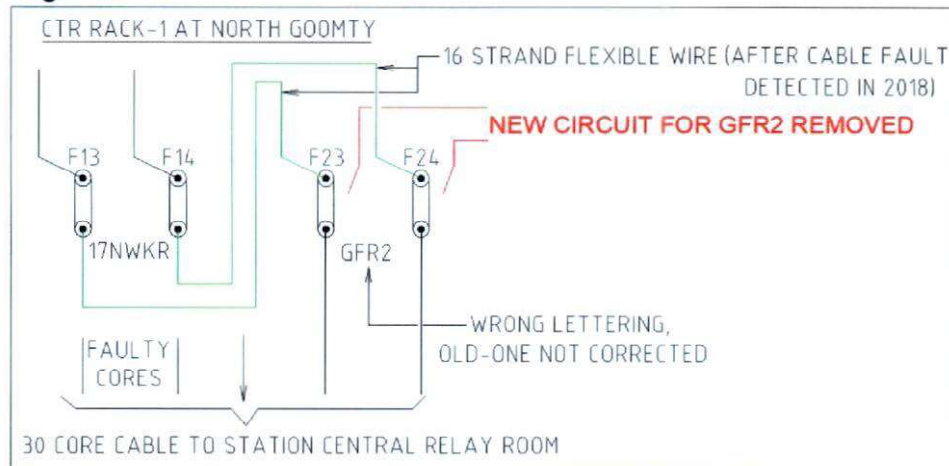 CTR RACK-1 AT NORTH GOOMTY
16 STRAND FLEXIBLE WIRE (AFTER CABLE FAULT
DETECTED IN 2018)
NEW CIRCUIT FOR GFR2 REMOVED
F13 F14 F23 F24
17NWKR GFR2
WRONG LETTERING,
OLD-ONE NOT CORRECTED
FAULTY
CORES
30 CORE CABLE TO STATION CENTRAL RELAY ROOM